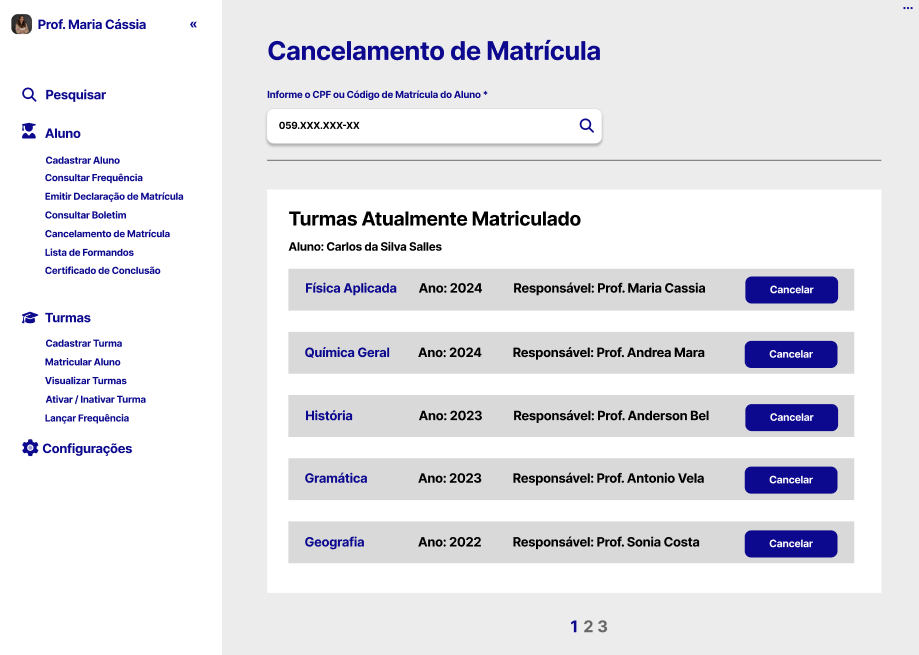 Prof. Maria Cássia «
Pesquisar
Aluno
Cadastrar Aluno
Consultar Frequência
Emitir Declaração de Matrícula
Consultar Boletim
Cancelamento de Matrícula
Lista de Formandos
Certificado de Conclusão
Turmas
Cadastrar Turma
Matricular Aluno
Visualizar Turmas
Ativar / Inativar Turma
Lançar Frequência
Configurações
...
Cancelamento de Matrícula
Informe o CPF ou Código de Matrícula do Aluno *
059.XXX.XXX-XX
Turmas Atualmente Matriculado
Aluno: Carlos da Silva Salles
Física Aplicada Ano: 2024 Responsável: Prof. Maria Cassia Cancelar
Química Geral Ano: 2024 Responsável: Prof. Andrea Mara Cancelar
História Ano: 2023 Responsável: Prof. Anderson Bel Cancelar
Gramática Ano: 2023 Responsável: Prof. Antonio Vela Cancelar
Geografia Ano: 2022 Responsável: Prof. Sonia Costa Cancelar
1 2 3